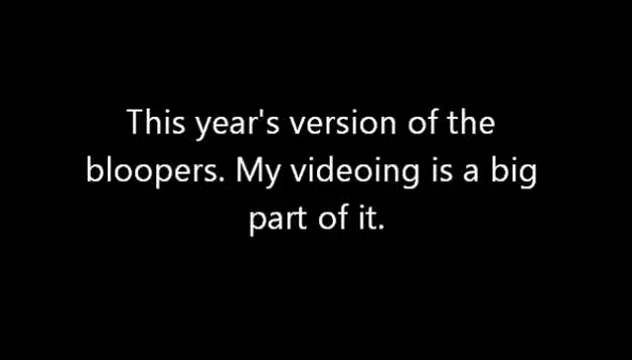 This year's version of the
bloopers. My videoing is a big
part of it.